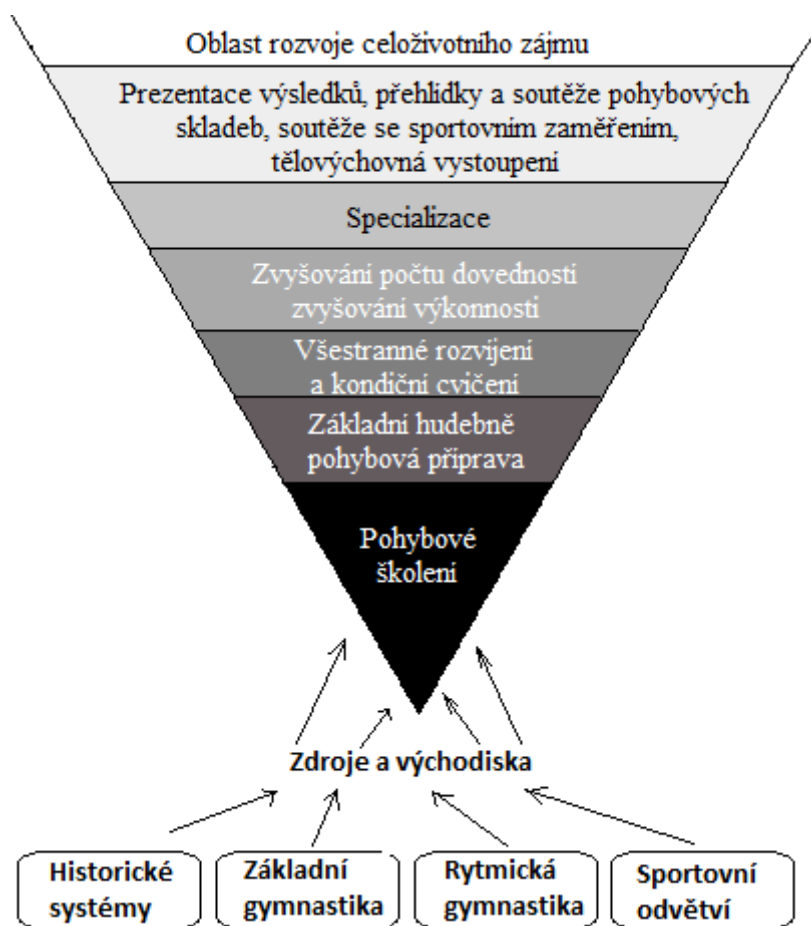 Oblast rozvoje celoživotního zájmu
Prezentace výsledků, přehlídky a soutěže pohybových
skladeb, soutěže se sportovním zaměřením,
tělovýchovná vystoupení
Specializace
Zvyšování počtu dovedností
zvyšování výkonnosti
Všestranné rozvíjení
a kondiční cvičení
Základní hudebně
pohybová příprava
Pohybové
školení
Zdroje a východiska
Historické
systémy
Základní
gymnastika
Rytmická
gymnastika
Sportovní
odvětví